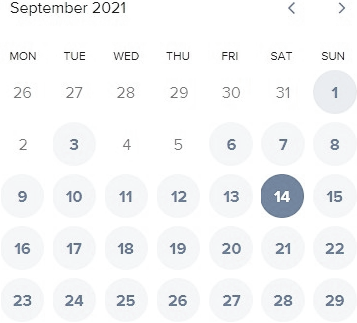 September 2021
MON TUE WED THU FRI SAT SUN
26 27 28 29 30 31 1
2 3 4 5 6 7 8
9 10 11 12 13 14 15
16 17 18 19 20 21 22
23 24 25 26 27 28 29